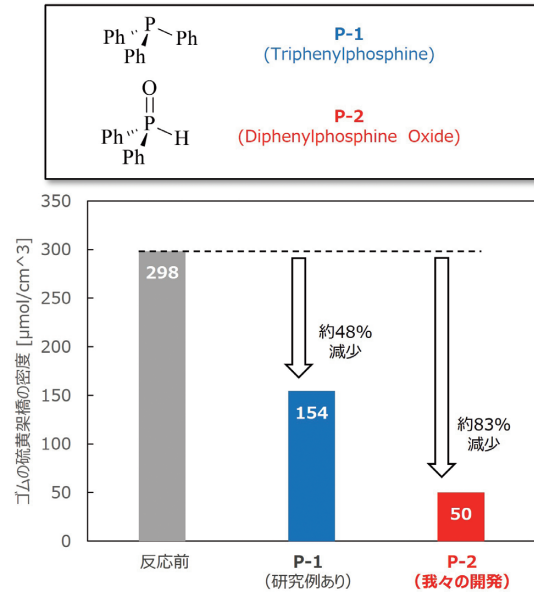 Ph P Ph
Ph
P-1
(Triphenylphosphine)
O
Ph P H
Ph
P-2
(Diphenylphosphine Oxide)
ゴムの硫黄架橋の密度 [μmol/cm^3]
350
300
250
200
150
100
50
0
298
約48%
減少
154
約83%
減少
50
反応前
P-1
(研究例あり)
P-2
(我々の開発)